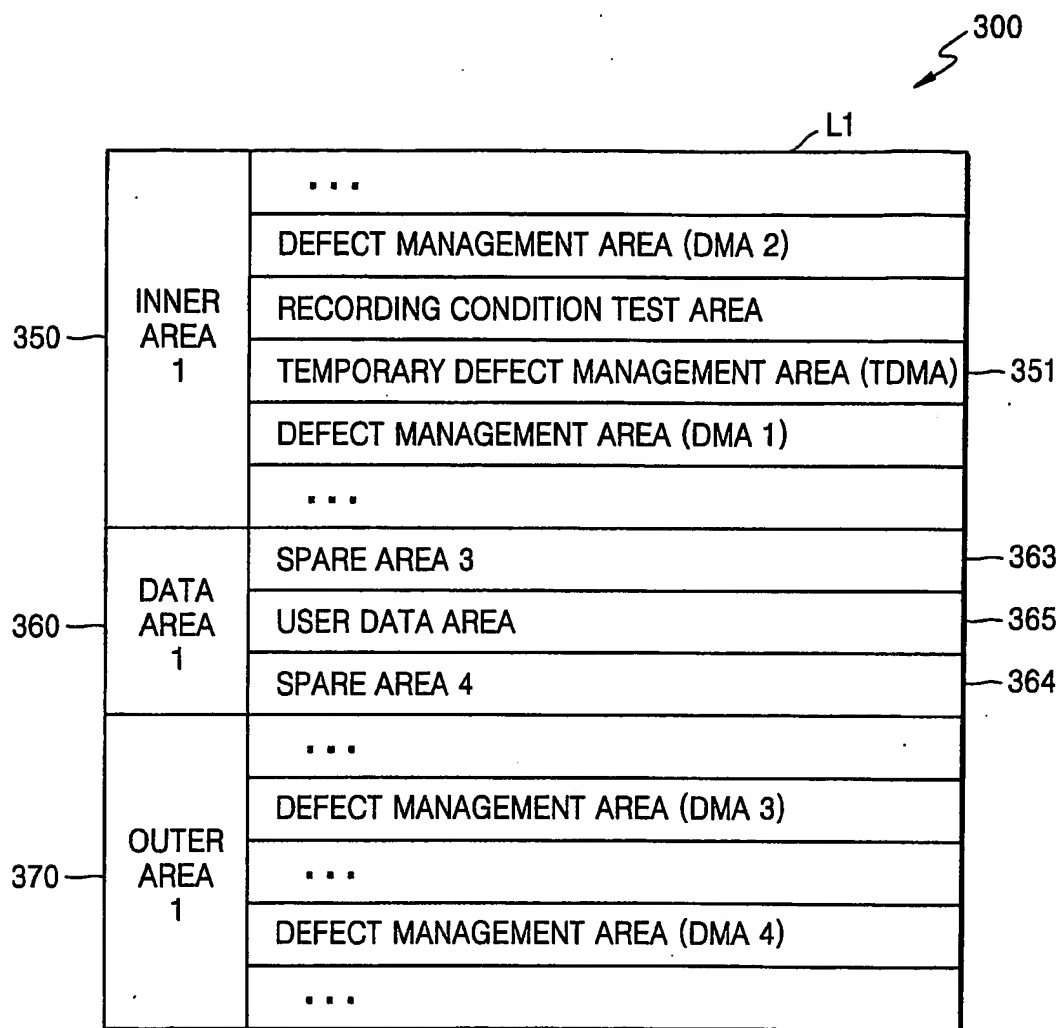 300
L1
...
DEFECT MANAGEMENT AREA (DMA 2)
RECORDING CONDITION TEST AREA
350
INNER
AREA
1
TEMPORARY DEFECT MANAGEMENT AREA (TDMA)
351
DEFECT MANAGEMENT AREA (DMA 1)
...
SPARE AREA 3
363
360
DATA
AREA
1
USER DATA AREA
365
SPARE AREA 4
364
...
DEFECT MANAGEMENT AREA (DMA 3)
370
OUTER
AREA
1
...
DEFECT MANAGEMENT AREA (DMA 4)
...